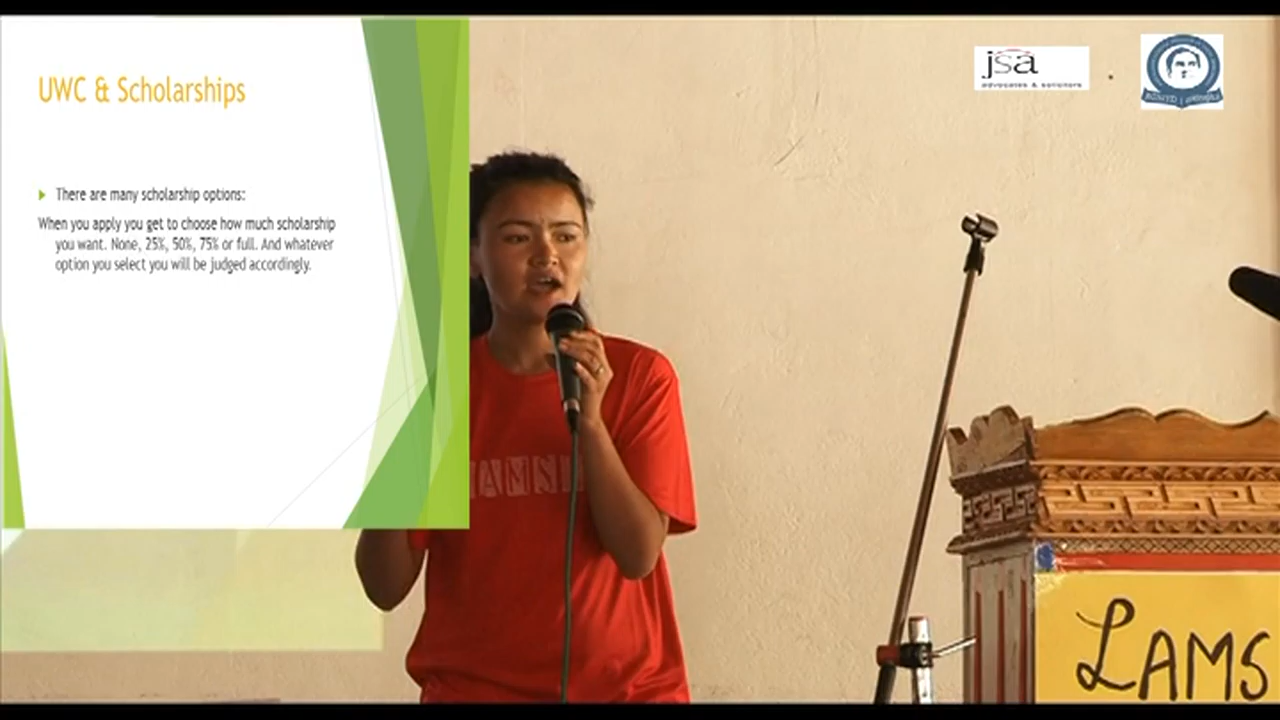 UWC & Scholarships
There are many scholarship options:
When you apply you get to choose how much scholarship
you want. None, 25%, 50%, 75% or full. And whatever
option you select you will be judged accordingly.
jsa
advocates & solicitors
AMS
LAMS